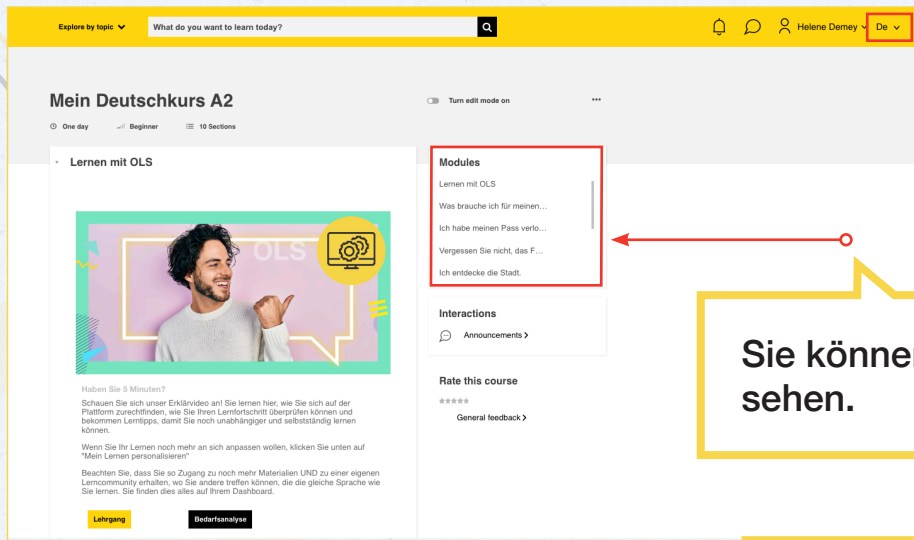 Explore by topic
What do you want to learn today?
Helene Demey
De
Mein Deutschkurs A2
Turn edit mode on
One day
Beginner
10 Sections
Lernen mit OLS
OLS
Haben Sie 5 Minuten?
Schauen Sie sich unser Erklärvideo an! Sie lernen hier, wie Sie sich auf der
Plattform zurechtfinden, wie Sie Ihren Lernfortschritt überprüfen können und
bekommen Lerntipps, damit Sie noch unabhängiger und selbstständig lernen
können.
Wenn Sie Ihr Lernen noch mehr an sich anpassen wollen, klicken Sie unten auf
"Mein Lernen personalisieren"
Beachten Sie, dass Sie so Zugang zu noch mehr Materialien UND zu einer eigenen
Lerncommunity erhalten, wo Sie andere treffen können, die die gleiche Sprache wie
Sie lernen. Sie finden dies alles auf Ihrem Dashboard.
Lehrgang
Bedarfsanalyse
Modules
Lernen mit OLS
Was brauche ich für meinen...
Ich habe meinen Pass verlo...
Vergessen Sie nicht, das F...
Ich entdecke die Stadt.
Interactions
Announcements >
Rate this course
General feedback >
Sie
sehen.